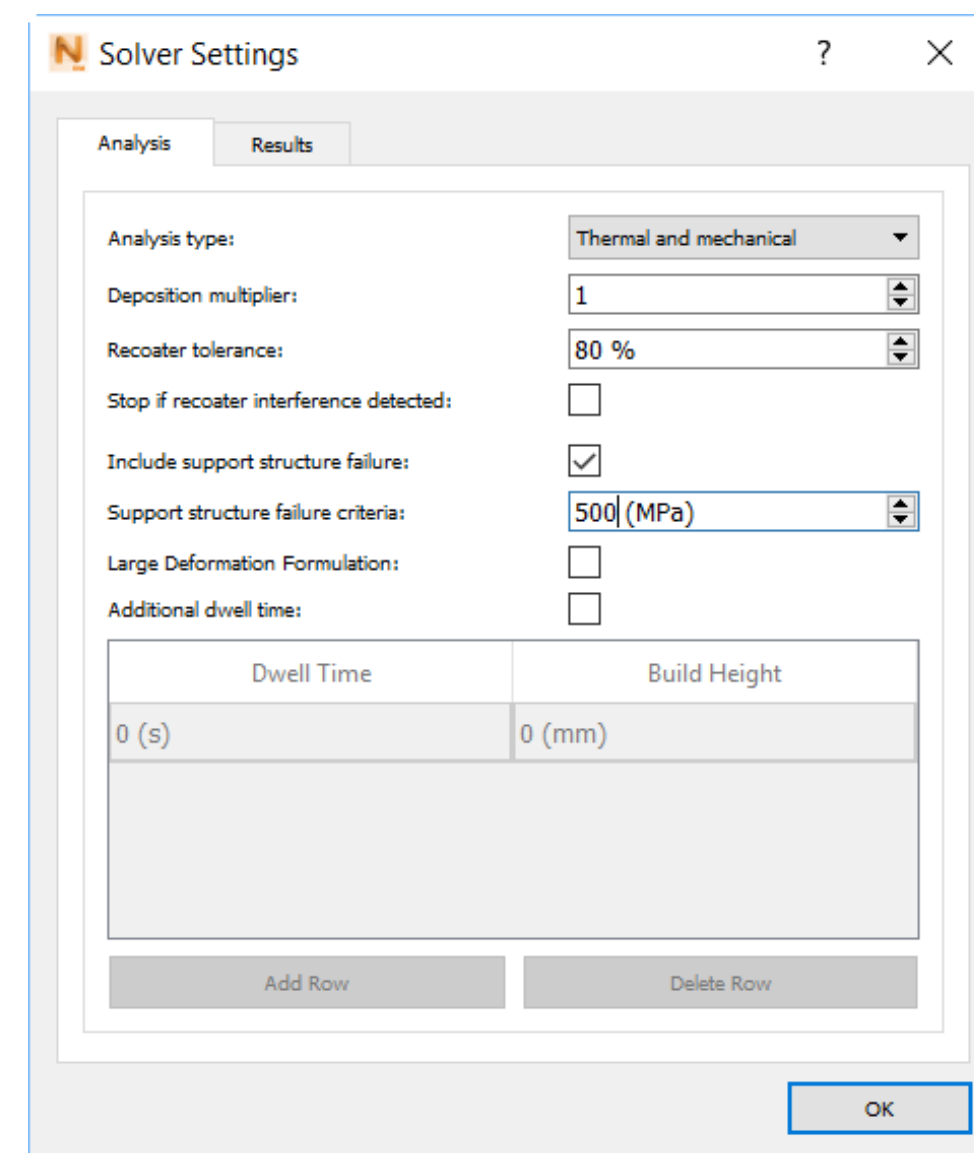 Solver Settings ?
Analysis Results
Analysis type: Thermal and mechanical
Deposition multiplier: 1
Recoater tolerance: 80 %
Stop if recoater interference detected:
Include support structure failure:
Support structure failure criteria: 500 (MPa)
Large Deformation Formulation:
Additional dwell time:
Dwell Time Build Height
0 (s) 0 (mm)
Add Row Delete Row
OK